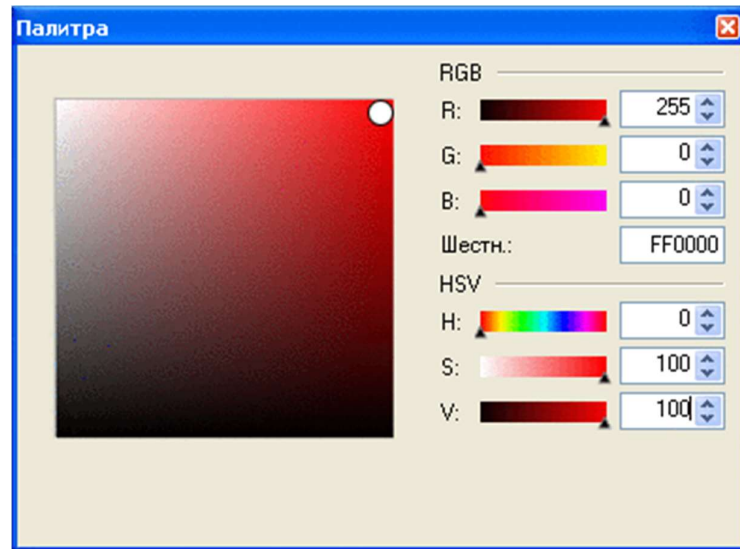 Палитра
RGB
R: 255
G: 0
B: 0
Шестн.: FF0000
HSV
H: 0
S: 100
V: 100